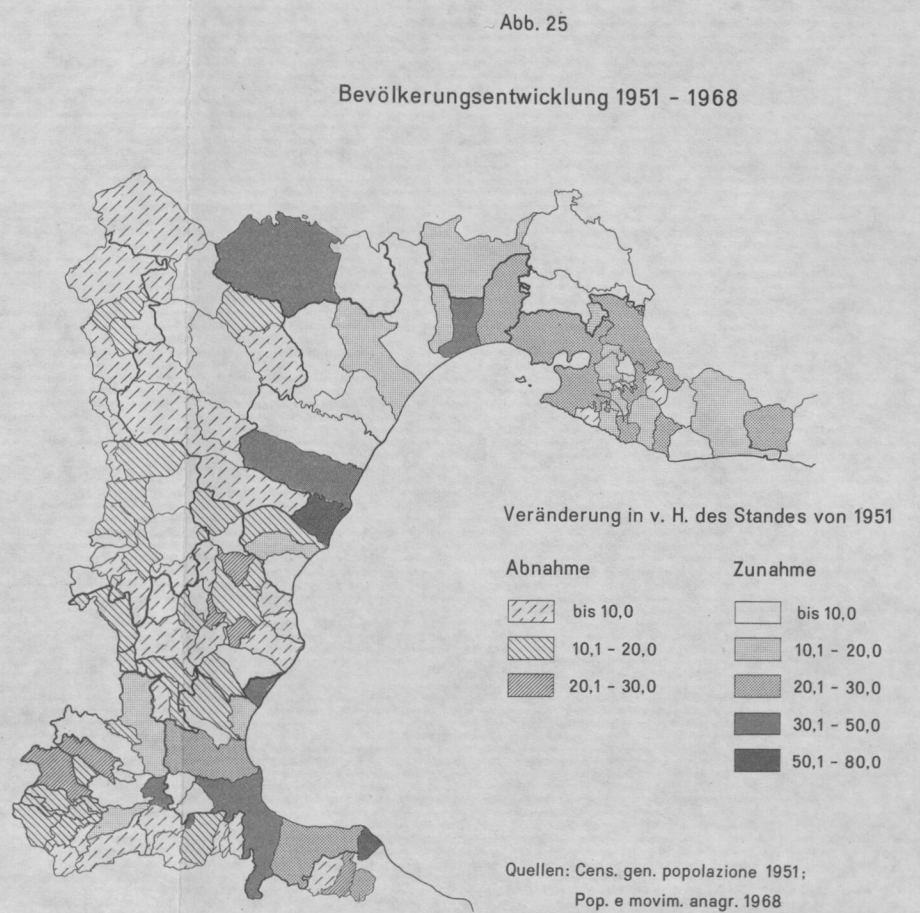 Abb. 25
Bevölkerungsentwicklung 1951 - 1968
Veränderung in v. H. des Standes von 1951
Abnahme
bis 10,0
10,1 - 20,0
20,1 - 30,0
Zunahme
bis 10,0
10,1 - 20,0
20,1 - 30,0
30,1 - 50,0
50,1 - 80,0
Quellen: Cens. gen. popolazione 1951;
Pop. e movim. anagr. 1968